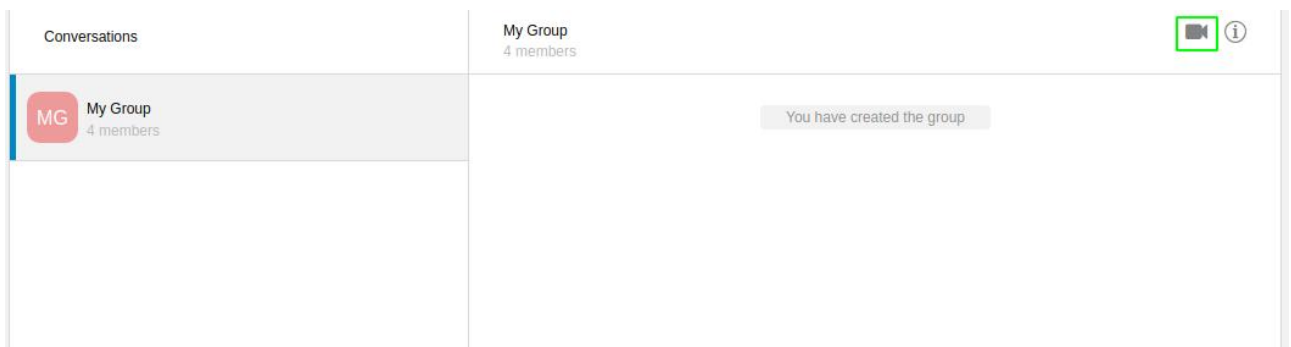 Conversations
My Group
4 members
MG
My Group
4 members
You have created the group